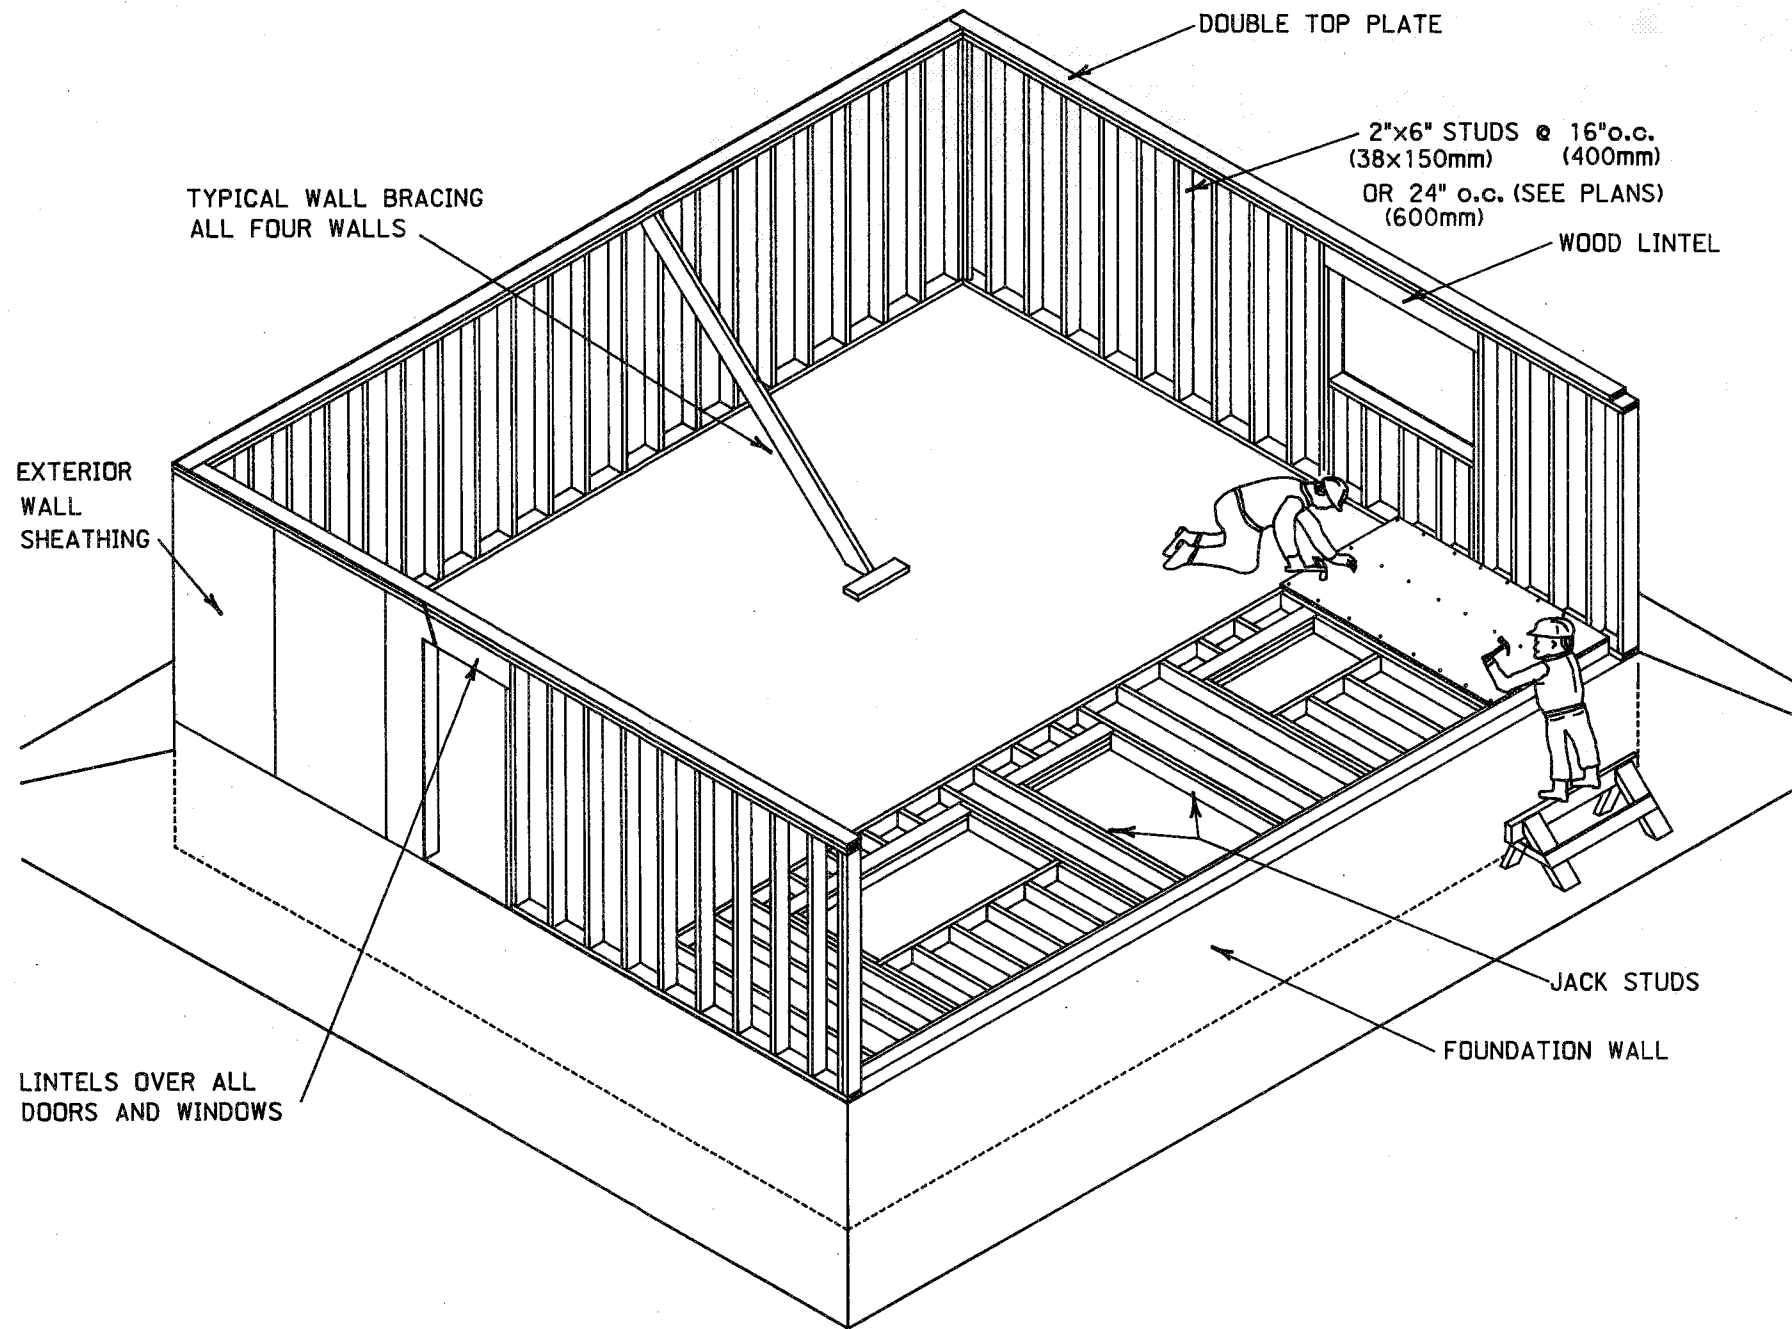 DOUBLE TOP PLATE
2"x6" STUDS @ 16"o.c.
(38x150mm) (400mm)
OR 24" o.c. (SEE PLANS)
(600mm)
WOOD LINTEL
TYPICAL WALL BRACING
ALL FOUR WALLS
EXTERIOR
WALL
SHEATHING
JACK STUDS
FOUNDATION WALL
LINTELS OVER ALL
DOORS AND WINDOWS